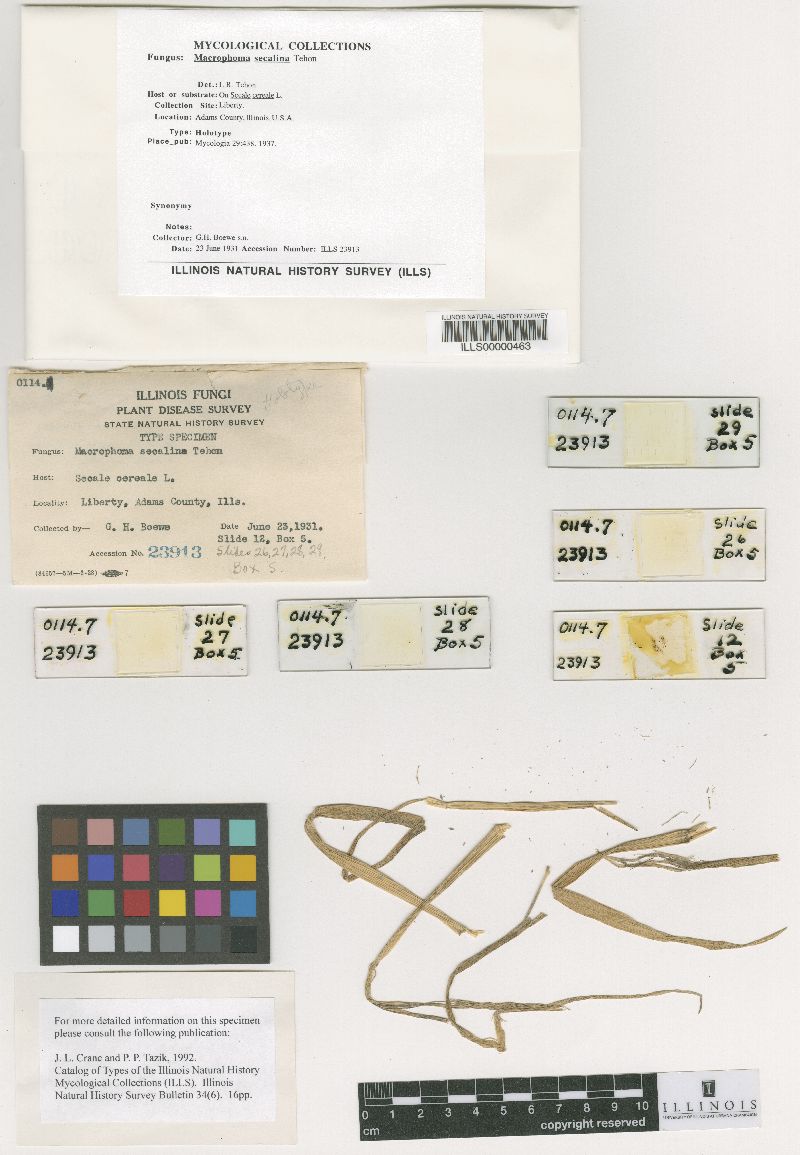 MYCOLOGICAL COLLECTIONS
Fungus: Macrophoma secalina Tehon
Det.: L.R. Tehon
Host or substrate: On Secale cereale L.
Collection Site: Liberty.
Location: Adams County, Illinois, U.S.A.
Type: Holotype
Place_pub: Mycologia 29:438. 1937.
Synonymy
Notes:
Collector: G.H. Boewe s.n.
Date: 23 June 1931 Accession Number: ILLS 23913
ILLINOIS NATURAL HISTORY SURVEY (ILLS)
ILLINOIS NATURAL HISTORY SURVEY
ILLS00000463
0114.
Holotype
ILLINOIS FUNGI
PLANT DISEASE SURVEY
STATE NATURAL HISTORY SURVEY
TYPE SPECIMEN
Fungus: Macrophoma secalina Tehon
Host: Secale cereale L.
Locality: Liberty, Adams County, Ills.
Collected by— G. H. Boewe Date June 23, 1931.
Slide 12, Box 5.
Accession No. 23913 Slides 26, 27, 28, 29,
Box 5.
7
0114.7 Slide
29
23913 Box 5
0114.7 Slide
26
23913 Box 5
0114.7 Slide
27
23913 Box 5
0114.7 Slide
28
23913 Box 5
0114.7 Slide
12
23913 Box
5
For more detailed information on this specimen
please consult the following publication:
J. L. Crane and P. P. Tazik, 1992.
Catalog of Types of the Illinois Natural History
Mycological Collections (ILLS). Illinois
Natural History Survey Bulletin 34(6). 16pp.
0 1 2 3 4 5 6 7 8 9 10
cm copyright reserved
I
ILLINOIS
UNIVERSITY OF ILLINOIS AT URBANA-CHAMPAIGN